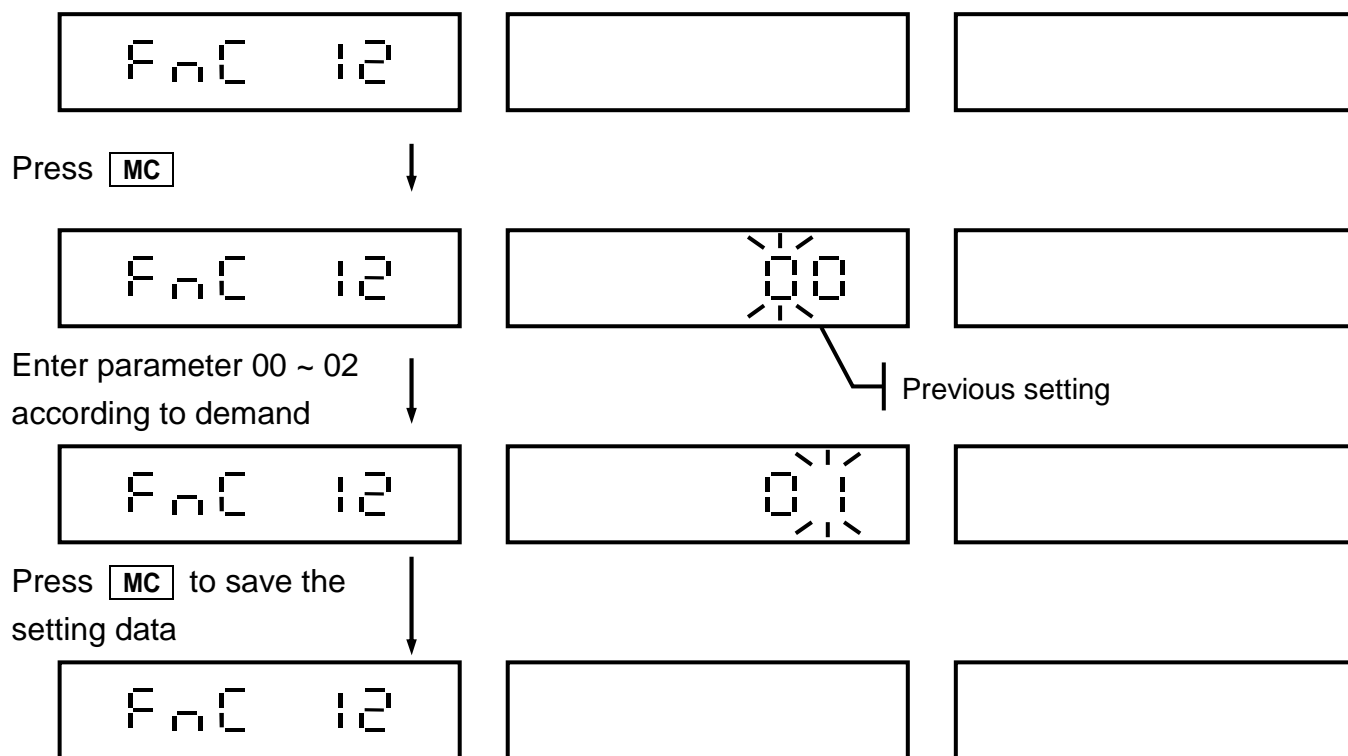 FnC 12
Press MC
FnC 12 00
Enter parameter 00 ~ 02
according to demand
Previous setting
FnC 12 01
Press MC to save the
setting data
FnC 12